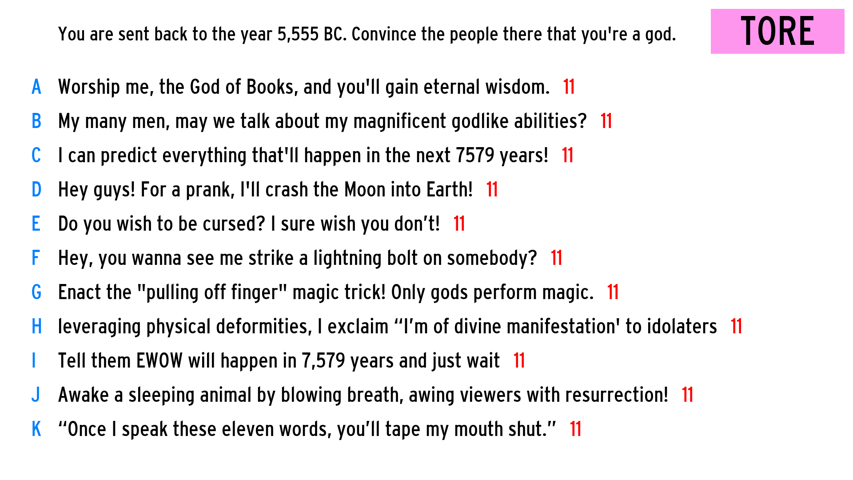 You are sent back to the year 5,555 BC. Convince the people there that you're a god.
TORE
A Worship me, the God of Books, and you'll gain eternal wisdom. 11
B My many men, may we talk about my magnificent godlike abilities? 11
C I can predict everything that'll happen in the next 7579 years! 11
D Hey guys! For a prank, I'll crash the Moon into Earth! 11
E Do you wish to be cursed? I sure wish you don’t! 11
F Hey, you wanna see me strike a lightning bolt on somebody? 11
G Enact the "pulling off finger" magic trick! Only gods perform magic. 11
H leveraging physical deformities, I exclaim “I’m of divine manifestation' to idolaters 11
I Tell them EWOW will happen in 7,579 years and just wait 11
J Awake a sleeping animal by blowing breath, awing viewers with resurrection! 11
K “Once I speak these eleven words, you’ll tape my mouth shut.” 11